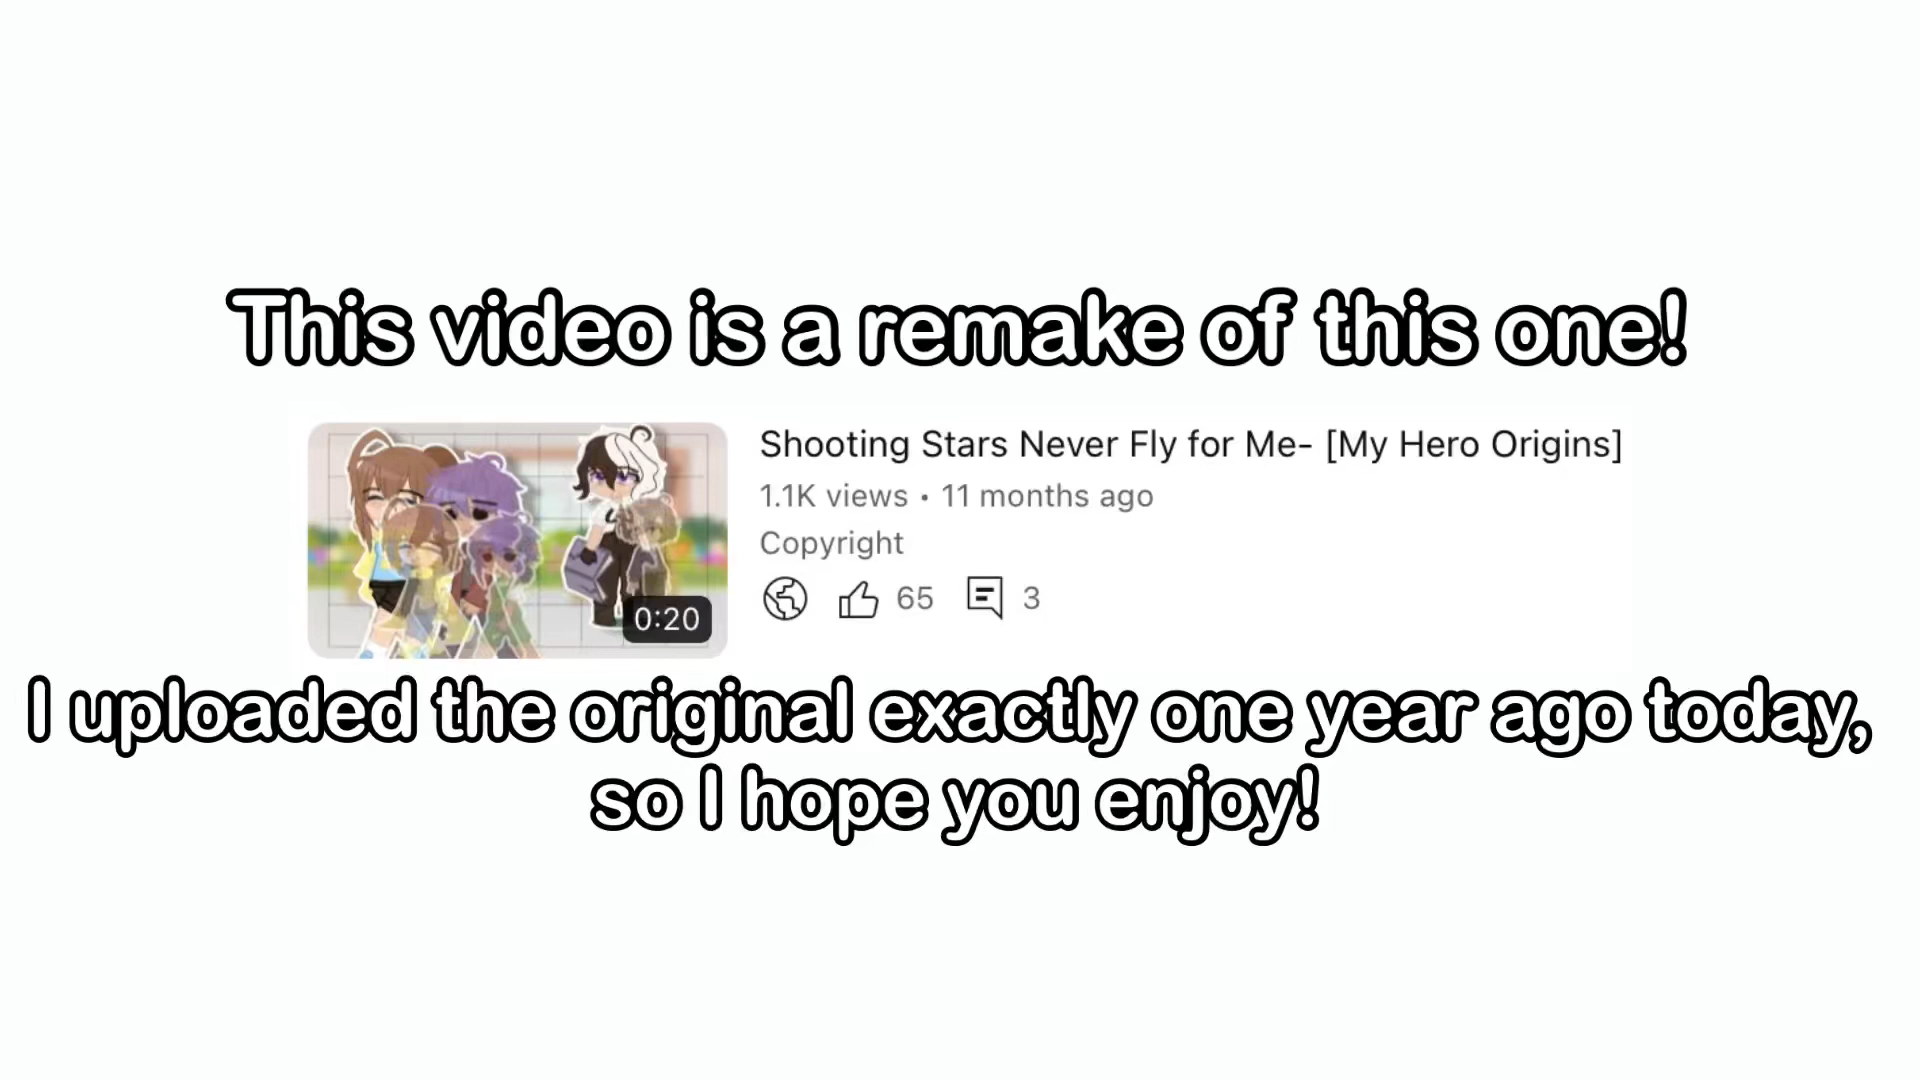 This video is a remake of this one!
Shooting Stars Never Fly for Me- [My Hero Origins]
1.1K views • 11 months ago
Copyright
65 3
0:20
I uploaded the original exactly one year ago today,
so I hope you enjoy!